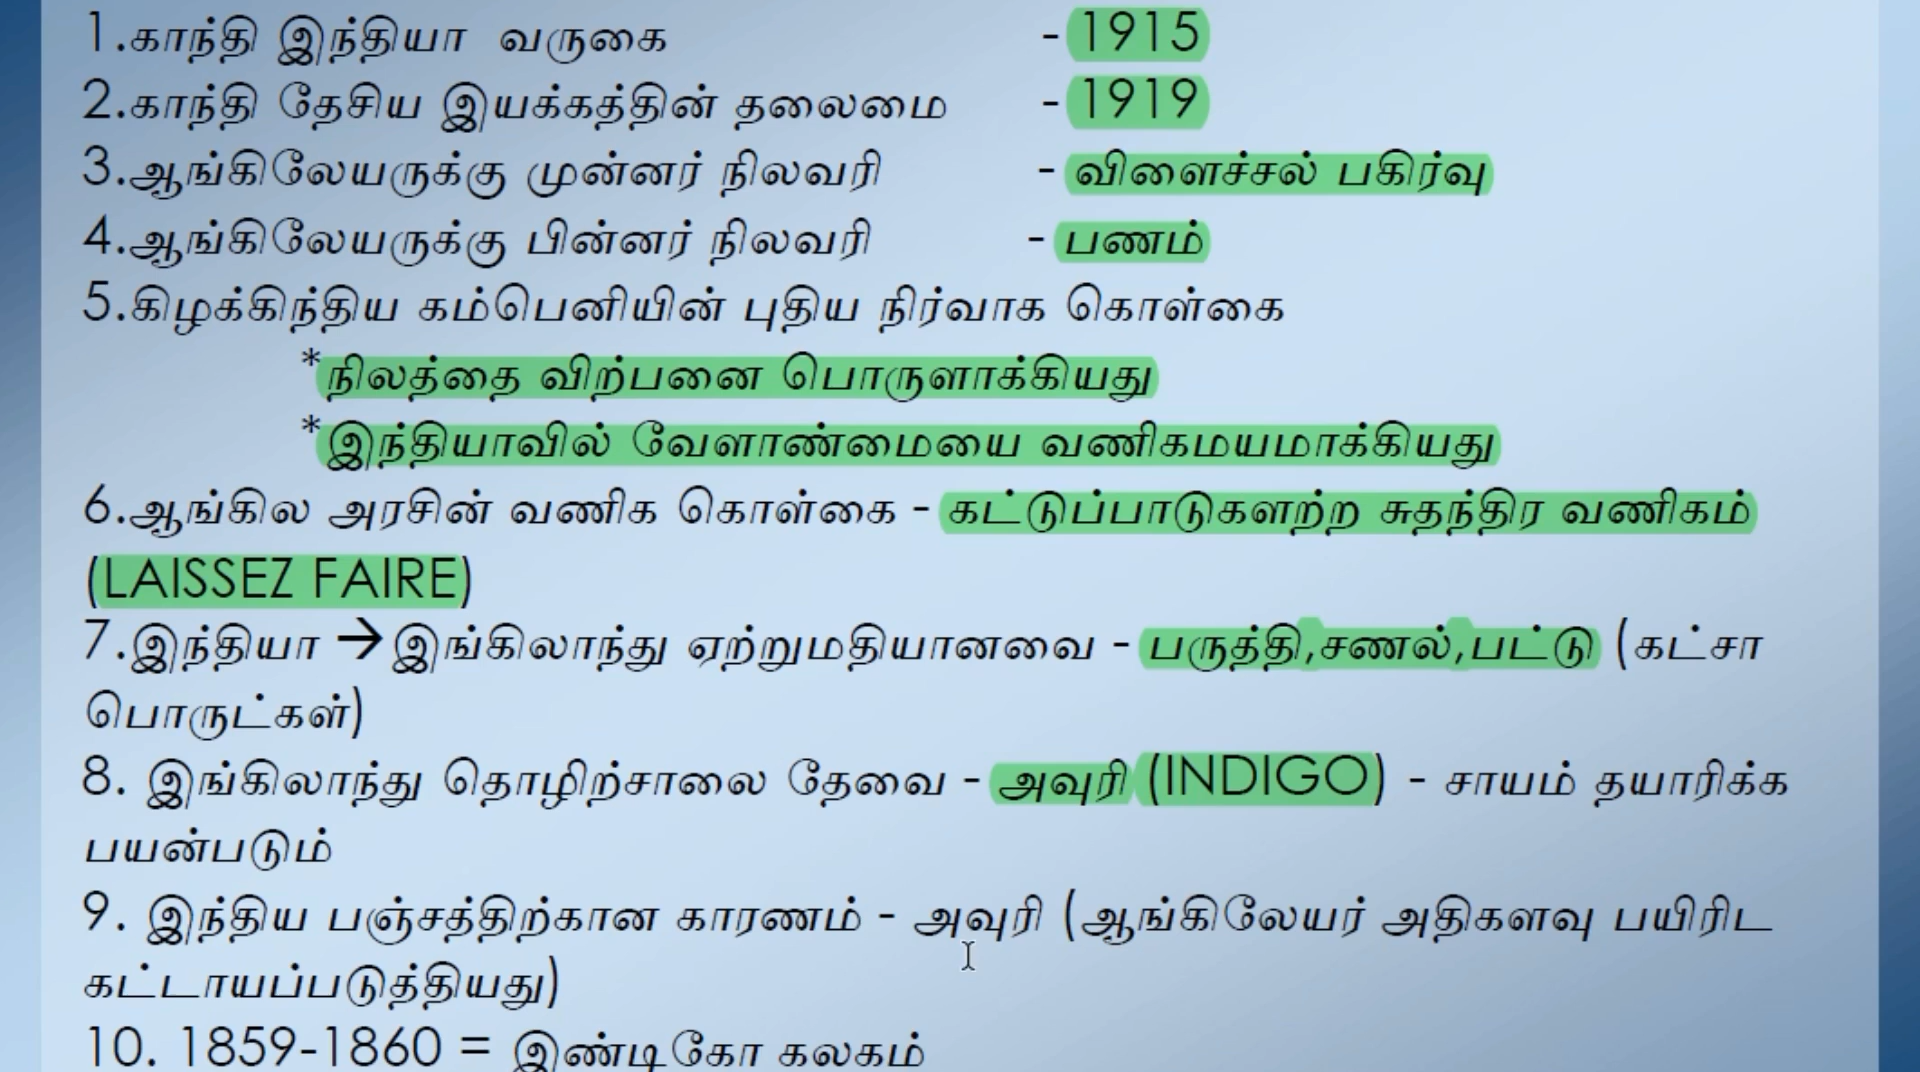 1.காந்தி இந்தியா வருகை - 1915
2.காந்தி தேசிய இயக்கத்தின் தலைமை - 1919
3.ஆங்கிலேயருக்கு முன்னர் நிலவரி - விளைச்சல் பகிர்வு
4.ஆங்கிலேயருக்கு பின்னர் நிலவரி - பணம்
5.கிழக்கிந்திய கம்பெனியின் புதிய நிர்வாக கொள்கை
*நிலத்தை விற்பனை பொருளாக்கியது
*இந்தியாவில் வேளாண்மையை வணிகமயமாக்கியது
6.ஆங்கில அரசின் வணிக கொள்கை - கட்டுப்பாடுகளற்ற சுதந்திர வணிகம்
(LAISSEZ FAIRE)
7.இந்தியா →இங்கிலாந்து ஏற்றுமதியானவை - பருத்தி,சணல்,பட்டு (கட்சா
பொருட்கள்)
8. இங்கிலாந்து தொழிற்சாலை தேவை - அவுரி (INDIGO) - சாயம் தயாரிக்க
பயன்படும்
9. இந்திய பஞ்சத்திற்கான காரணம் - அவுரி (ஆங்கிலேயர் அதிகளவு பயிரிட
கட்டாயப்படுத்தியது)
10. 1859-1860 = இண்டிகோ கலகம்